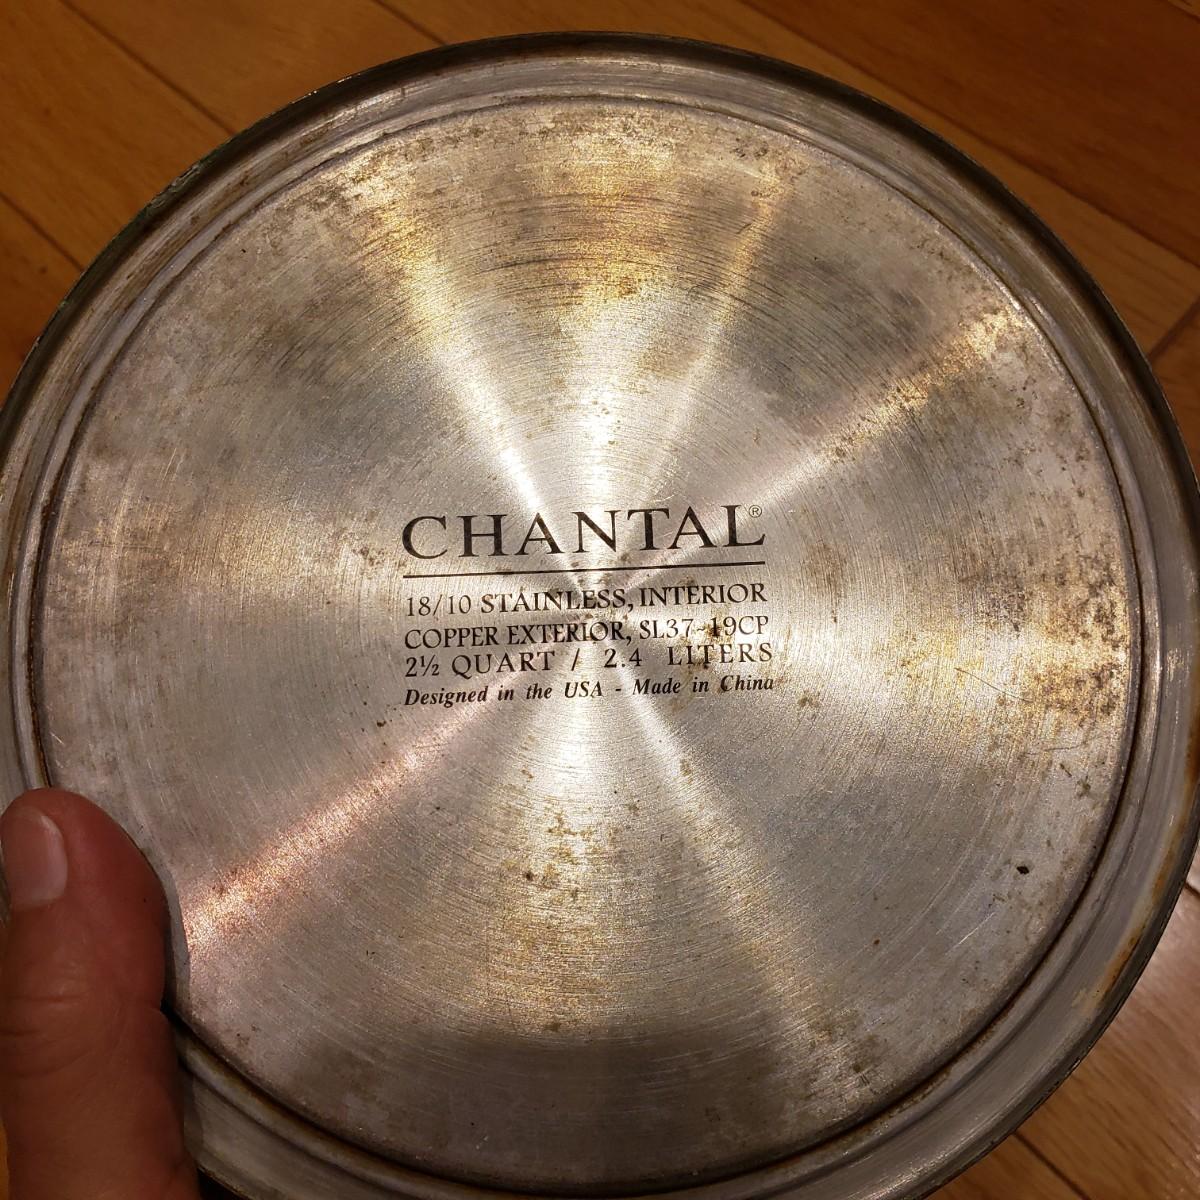 CHANTAL®
18/10 STAINLESS, INTERIOR
COPPER EXTERIOR, SL37-19CP
2½ QUART / 2.4 LITERS
Designed in the USA - Made in China